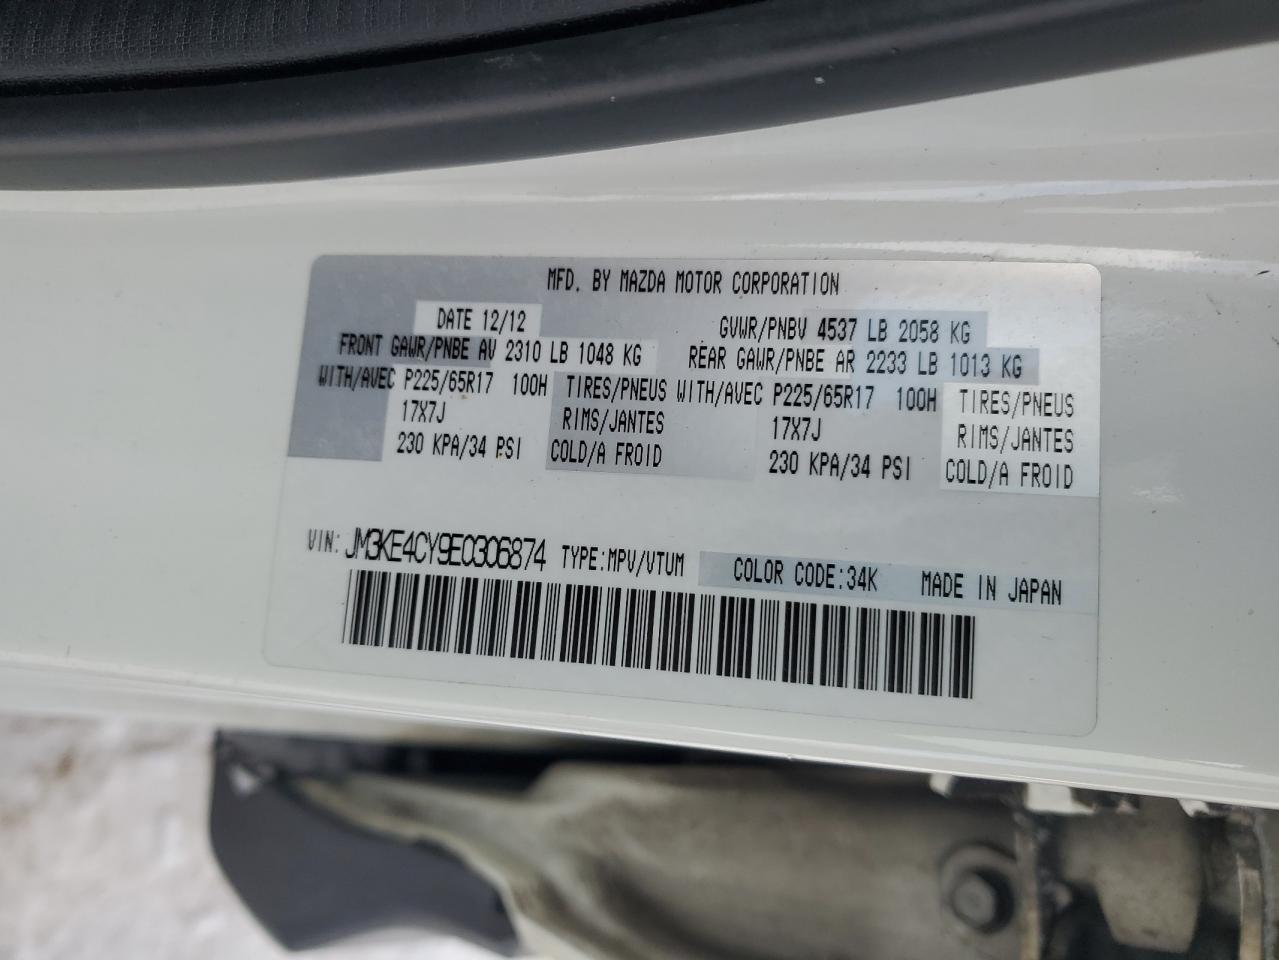 MFD. BY MAZDA MOTOR CORPORATION
DATE 12/12 GVWR/PNBV 4537 LB 2058 KG
FRONT GAWR/PNBE AV 2310 LB 1048 KG REAR GAWR/PNBE AR 2233 LB 1013 KG
WITH/AVEC P225/65R17 100H TIRES/PNEUS WITH/AVEC P225/65R17 100H TIRES/PNEUS
17X7J RIMS/JANTES 17X7J RIMS/JANTES
230 KPA/34 PSI COLD/A FROID 230 KPA/34 PSI COLD/A FROID
VIN: JM3KE4CY9E0306874 TYPE:MPV/VTUM COLOR CODE:34K MADE IN JAPAN